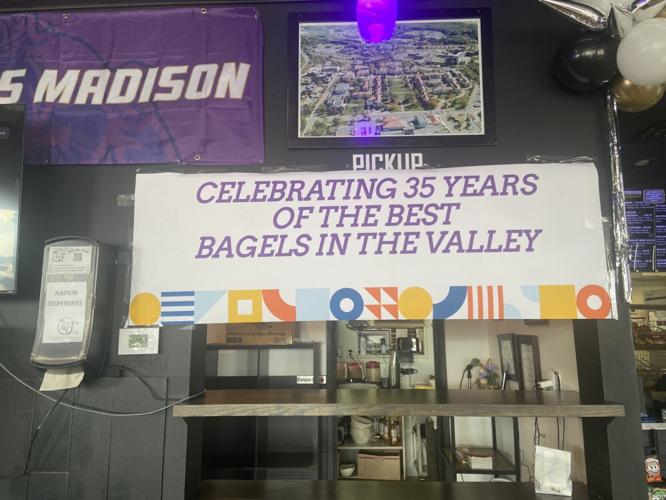 S MADISON
PICKUP
CELEBRATING 35 YEARS
OF THE BEST
BAGELS IN THE VALLEY
NAPKIN
DISPENSERS